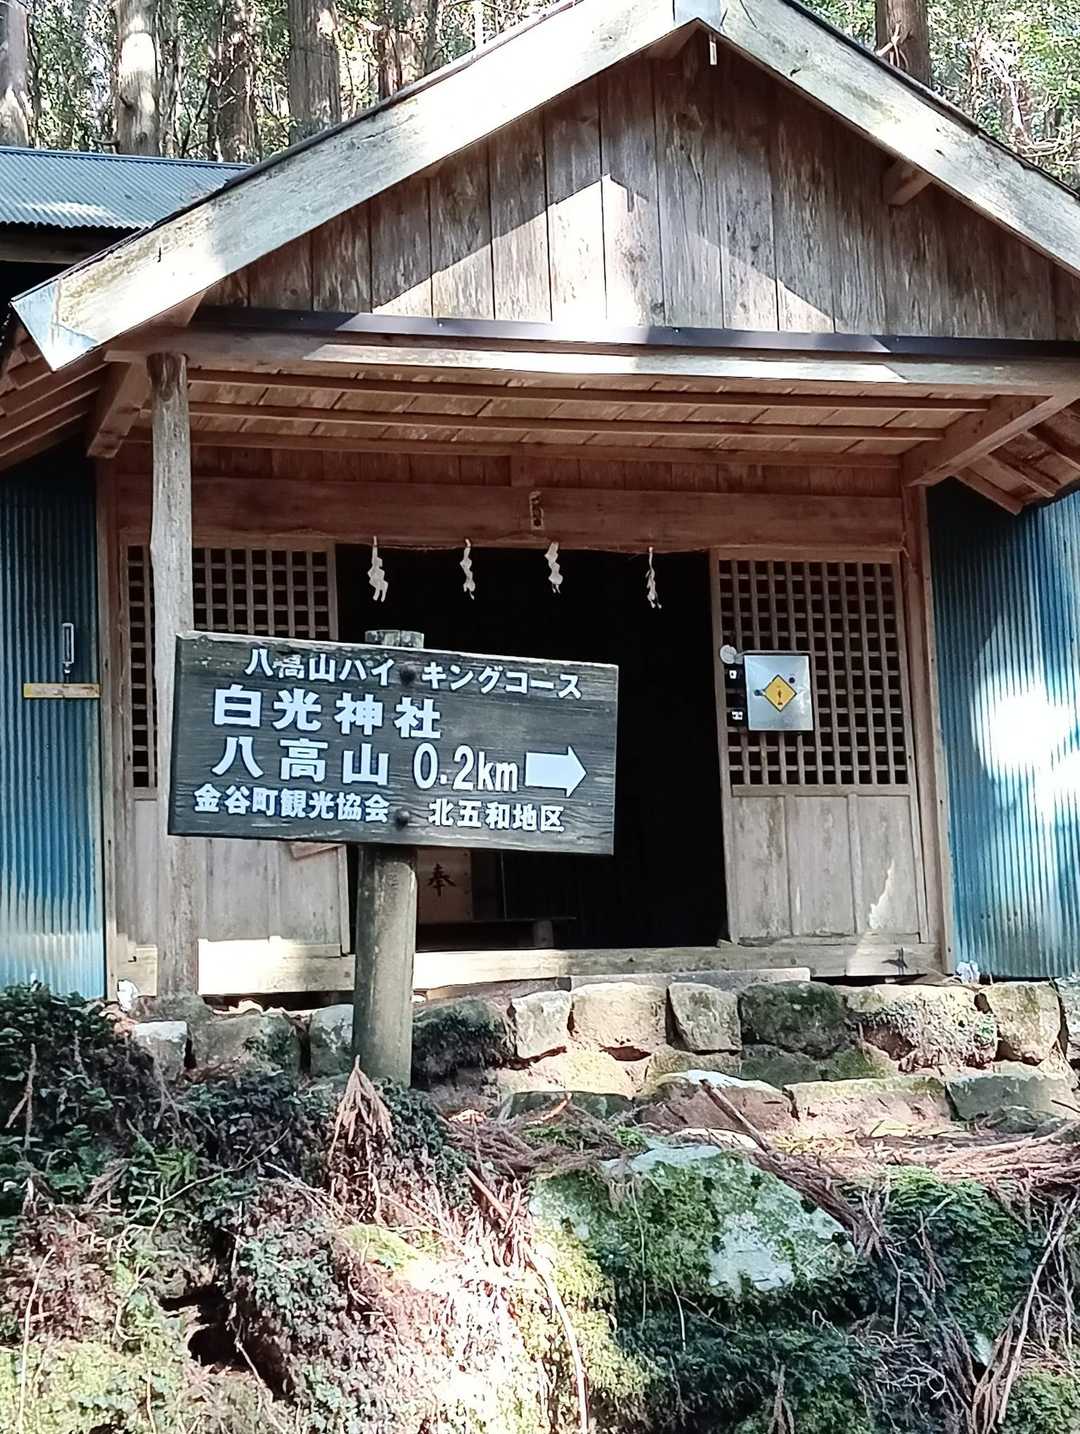 八高山ハイキングコース
白光神社
八高山 0.2km
金谷町観光協会 北五和地区
奉